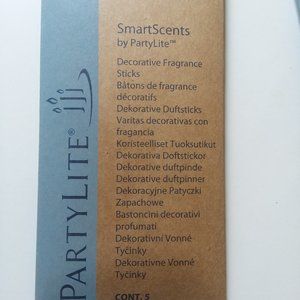 SmartScents
by PartyLite™
Decorative Fragrance
Sticks
Bâtons de fragrance
décoratifs
Dekorative Duftsticks
Varitas decorativas con
fragancia
Koristeelliset Tuoksutikut
Dekorativa Doftstickor
Dekorative duftpinde
Dekorative duftpinner
Dekoracyjne Patyczki
Zapachowe
Bastoncini decorativi
profumati
Dekorativní Vonné
Tyčinky
Dekoratívne Vonné
Tyčinky
CONT. 5
PARTYLITE®